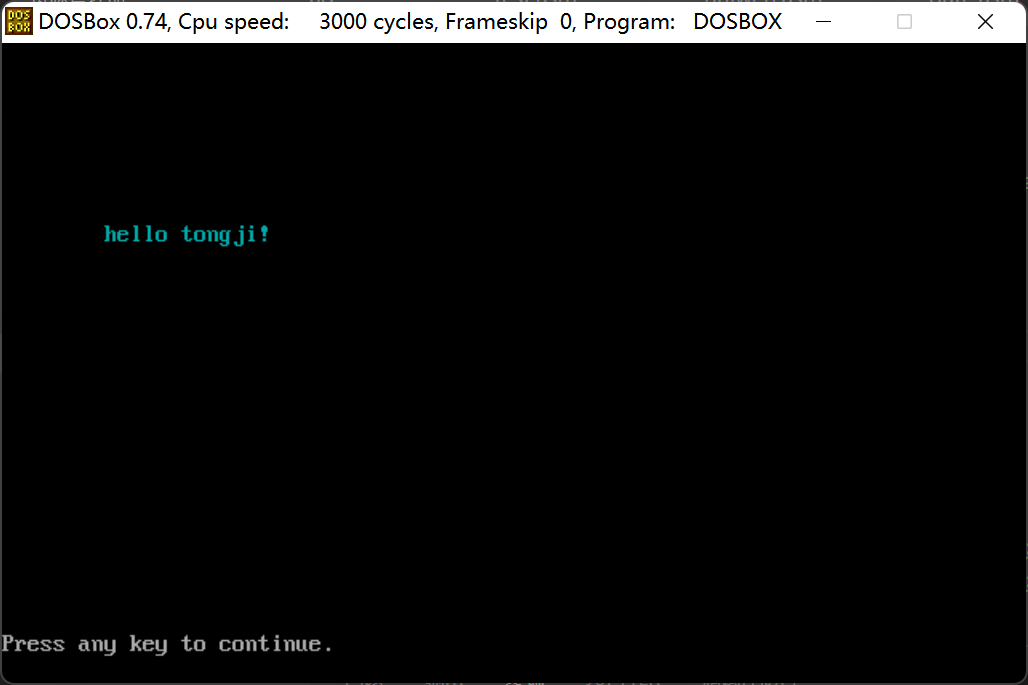 DOS
BOX
DOSBox 0.74, Cpu speed: 3000 cycles, Frameskip 0, Program: DOSBOX
hello tongji!
Press any key to continue.